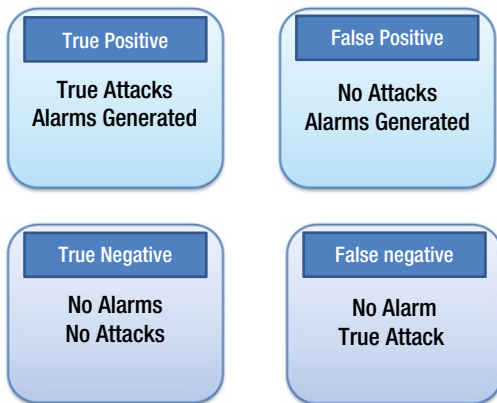 True Positive
True Attacks
Alarms Generated
False Positive
No Attacks
Alarms Generated
True Negative
No Alarms
No Attacks
False negative
No Alarm
True Attack